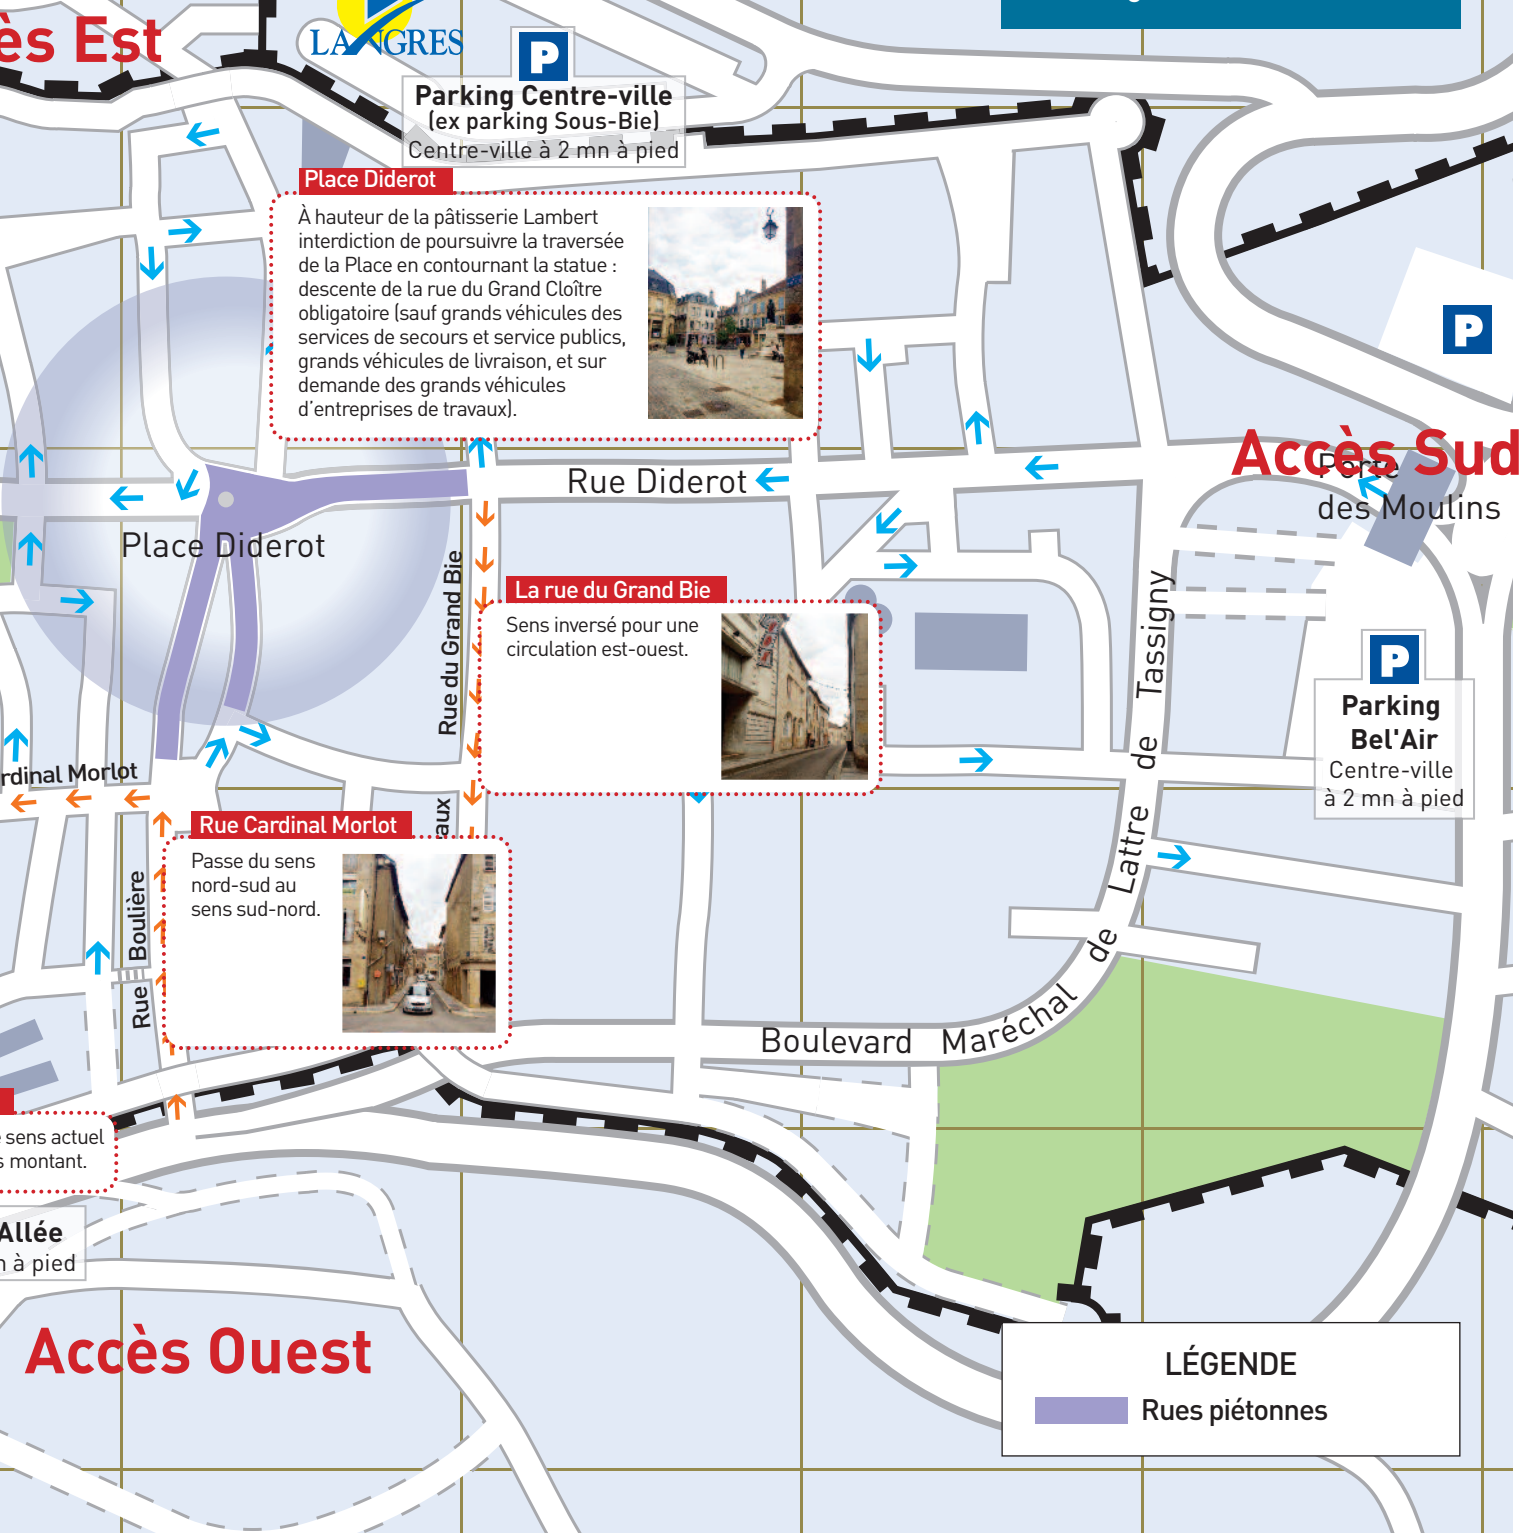 ès Est
LANGRES
P
Parking Centre-ville
(ex parking Sous-Bie)
Centre-ville à 2 mn à pied
Place Diderot
À hauteur de la pâtisserie Lambert
interdiction de poursuivre la traversée
de la Place en contournant la statue :
descente de la rue du Grand Cloître
obligatoire (sauf grands véhicules des
services de secours et service publics,
grands véhicules de livraison, et sur
demande des grands véhicules
d'entreprises de travaux).
P
Accès Sud
Porte
des Moulins
Rue Diderot
Place Diderot
Rue du Grand Bie
La rue du Grand Bie
Sens inversé pour une
circulation est-ouest.
P
Parking
Bel'Air
Centre-ville
à 2 mn à pied
rdinal Morlot
aux
Rue Cardinal Morlot
Passe du sens
nord-sud au
sens sud-nord.
Rue Boulière
Boulevard Maréchal de Lattre de Tassigny
sens actuel
s montant.
Allée
n à pied
Accès Ouest
LÉGENDE
Rues piétonnes